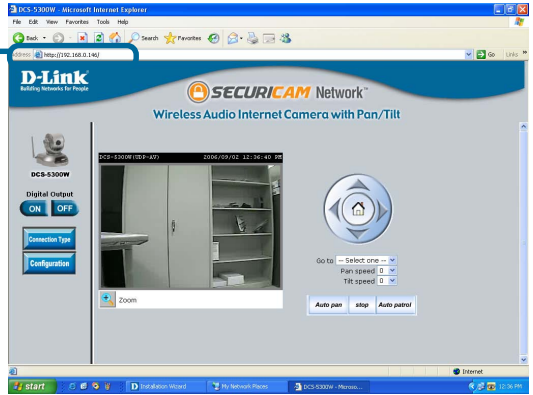 DCS-5300W - Microsoft Internet Explorer
File Edit View Favorites Tools Help
Back Search Favorites
Address http://192.168.0.146/ Go Links
D-Link
Building Networks for People
SECURICAM Network™
Wireless Audio Internet Camera with Pan/Tilt
DCS-5300W
Digital Output
ON OFF
Connection Type
Configuration
DCS-5300W(UDP-AV) 2006/09/02 12:36:40 PM
Zoom
Go to -- Select one --
Pan speed 0
Tilt speed 0
Auto pan stop Auto patrol
Internet
start Installation Wizard My Network Places DCS-5300W - Microso... 12:36 PM